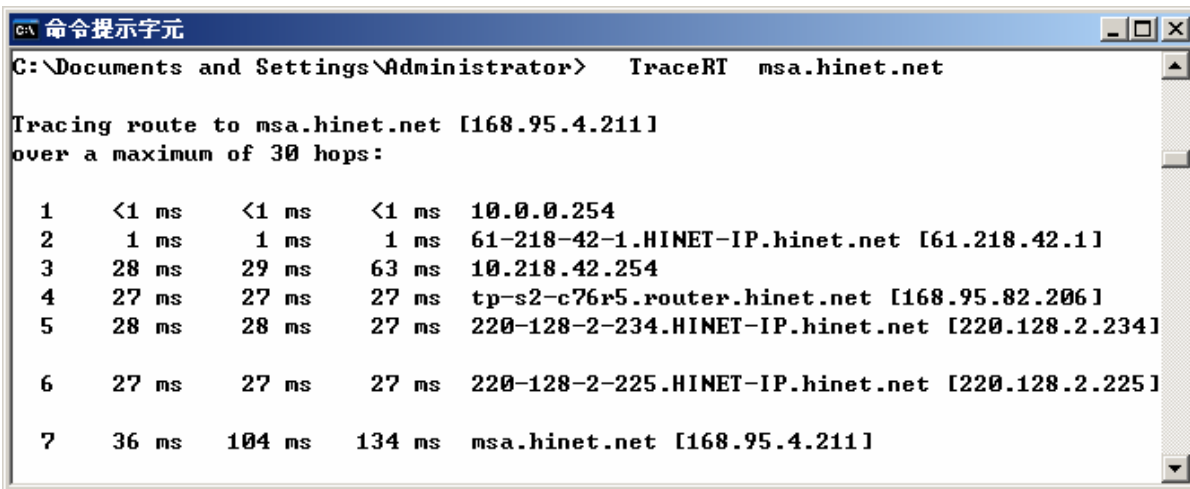 命令提示字元
C:\Documents and Settings\Administrator>   TraceRT  msa.hinet.net
Tracing route to msa.hinet.net [168.95.4.211]
over a maximum of 30 hops:
1    <1 ms    <1 ms    <1 ms  10.0.0.254
2     1 ms     1 ms     1 ms  61-218-42-1.HINET-IP.hinet.net [61.218.42.1]
3    28 ms    29 ms    63 ms  10.218.42.254
4    27 ms    27 ms    27 ms  tp-s2-c76r5.router.hinet.net [168.95.82.206]
5    28 ms    28 ms    27 ms  220-128-2-234.HINET-IP.hinet.net [220.128.2.234]
6    27 ms    27 ms    27 ms  220-128-2-225.HINET-IP.hinet.net [220.128.2.225]
7    36 ms   104 ms   134 ms  msa.hinet.net [168.95.4.211]